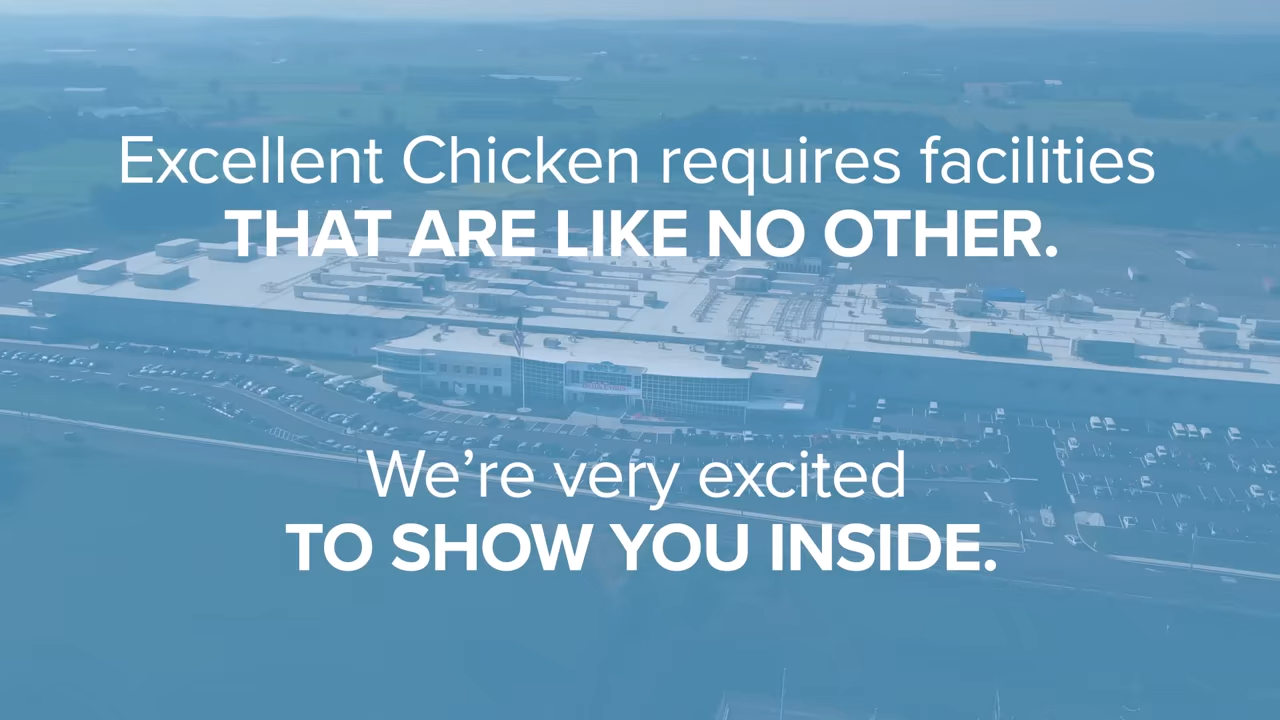 Excellent Chicken requires facilities
THAT ARE LIKE NO OTHER.
We’re very excited
TO SHOW YOU INSIDE.